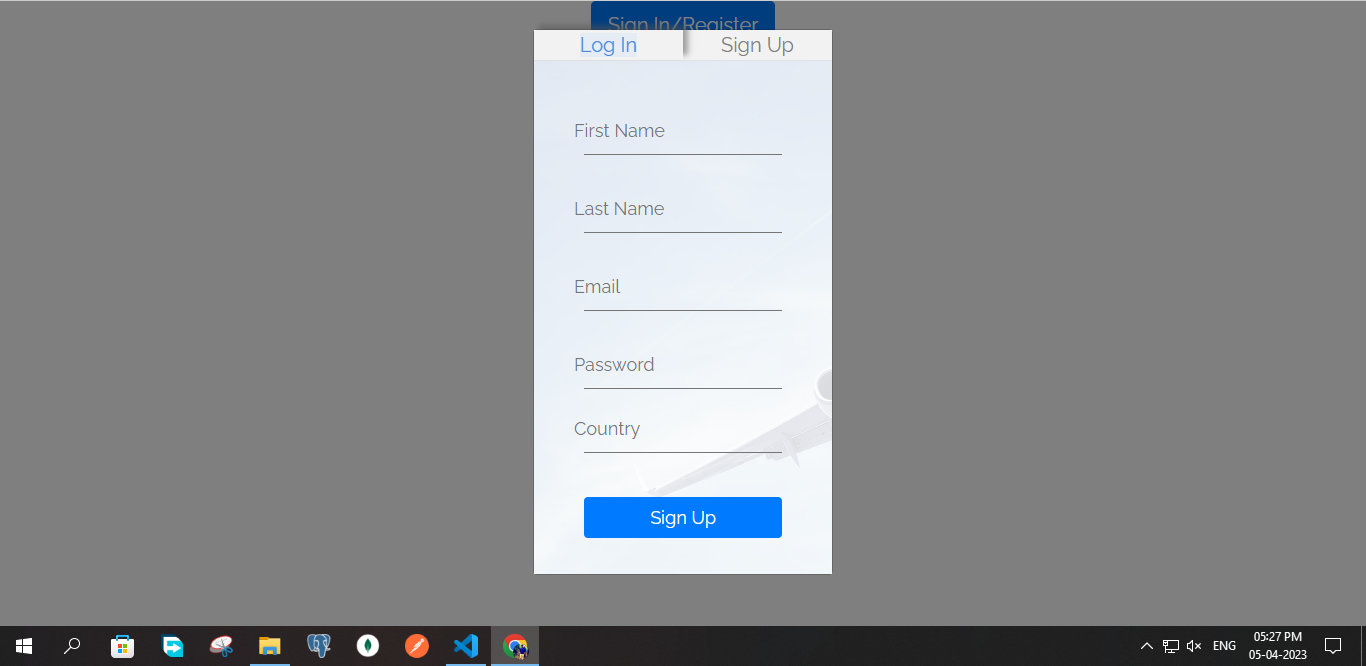 Sign In/Register
Log In
Sign Up
First Name
Last Name
Email
Password
Country
Sign Up
ENG
05:27 PM
05-04-2023